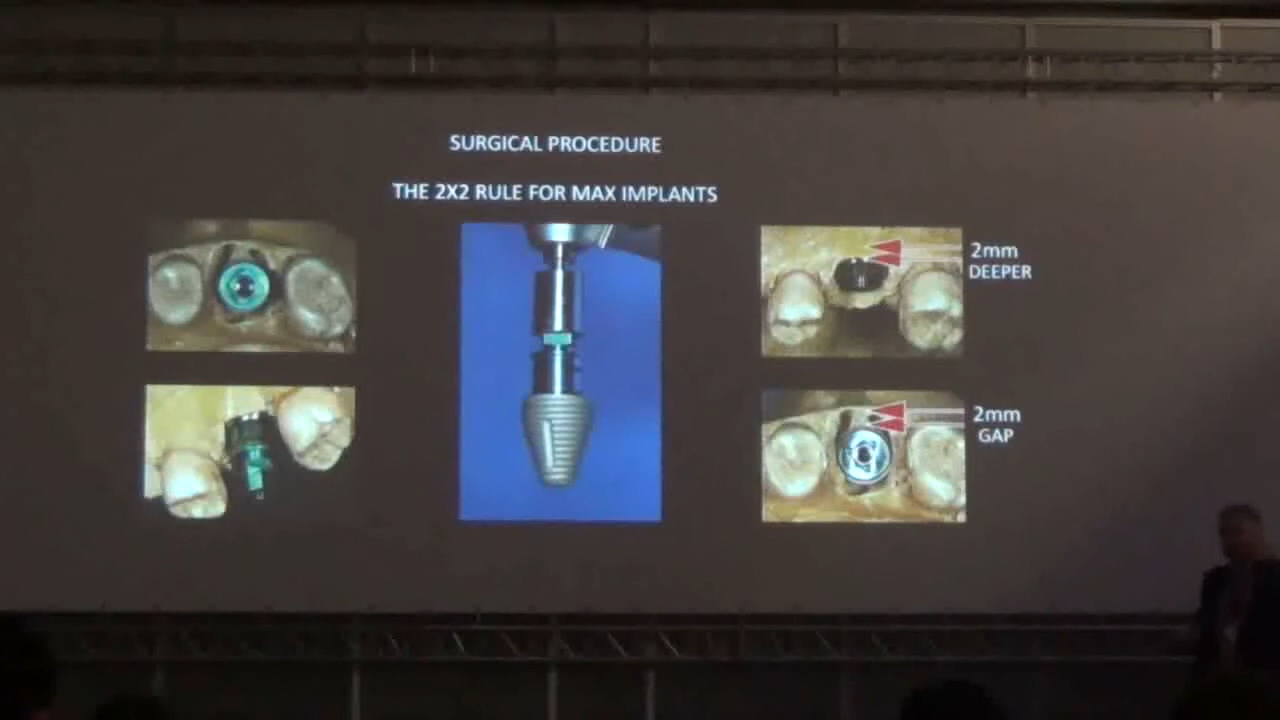 SURGICAL PROCEDURE
THE 2X2 RULE FOR MAX IMPLANTS
2mm
DEEPER
2mm
GAP